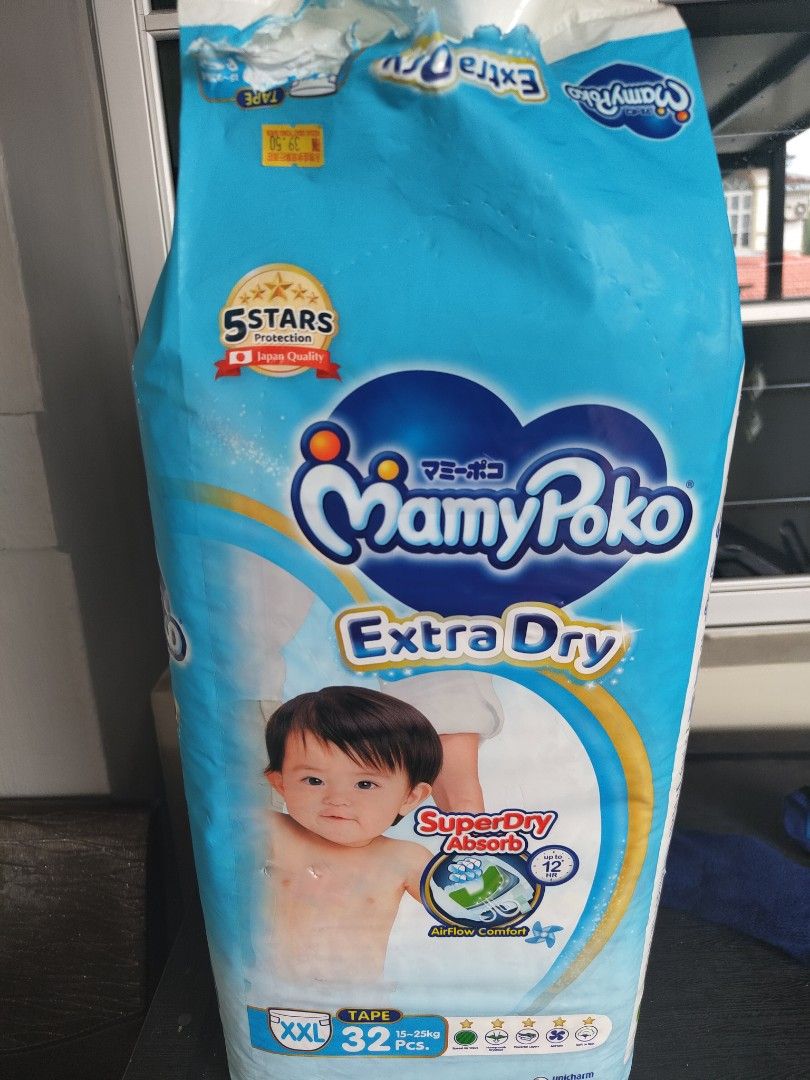 Extra Dry
MamyPoko
TAPE
39.50
5STARS
Protection
Japan Quality
マミーポコ
MamyPoko®
Extra Dry
SuperDry
Absorb
up to
12
HR
AirFlow Comfort
TAPE
XXL
32
15~25kg
Pcs.
unicharm